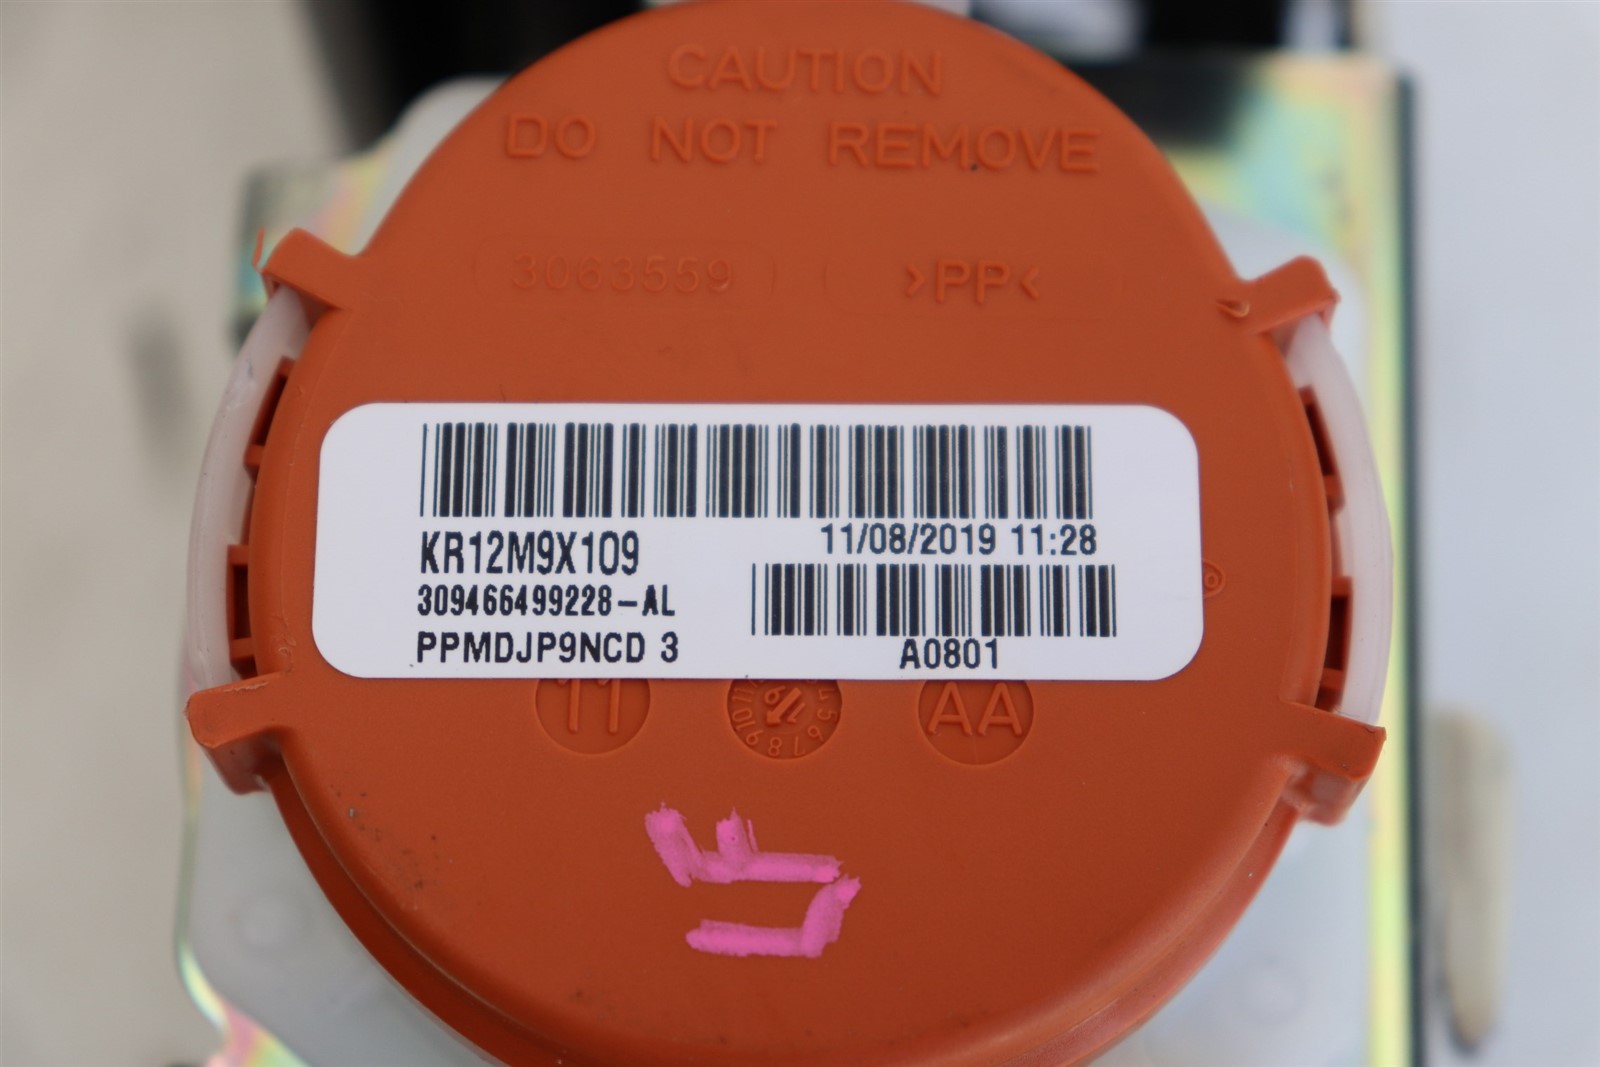 CAUTION
DO NOT REMOVE
3063559 >PP<
KR12M9X109
11/08/2019 11:28
309466499228-AL
PPMDJP9NCD 3
A0801
11
AA